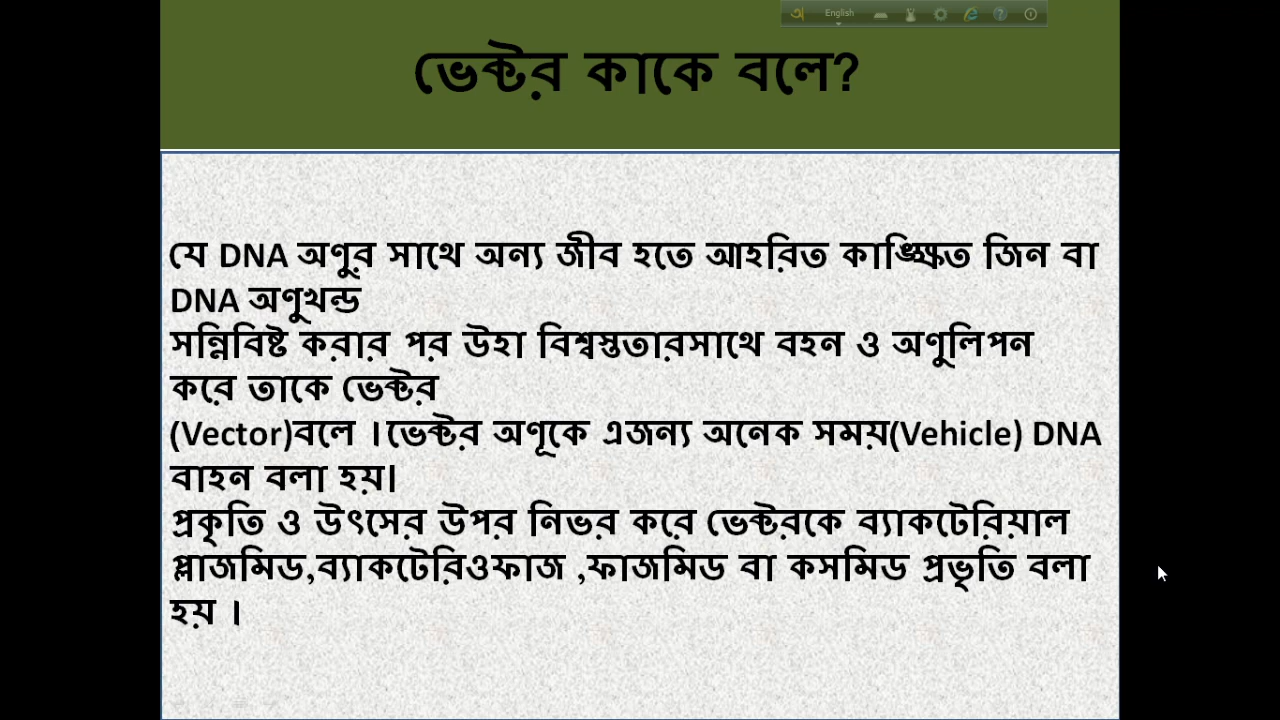 English
ভেক্টর কাকে বলে?
যে DNA অণুর সাথে অন্য জীব হতে আহরিত কাঙ্ক্ষিত জিন বা
DNA অণুখন্ড
সন্নিবিষ্ট করার পর উহা বিশ্বস্ততারসাথে বহন ও অণুলিপন
করে তাকে ভেক্টর
(Vector)বলে ।ভেক্টর অণূকে এজন্য অনেক সময়(Vehicle) DNA
বাহন বলা হয়।
প্রকৃতি ও উৎসের উপর নিভর করে ভেক্টরকে ব্যাকটেরিয়াল
প্লাজমিড,ব্যাকটেরিওফাজ ,ফাজমিড বা কসমিড প্রভৃতি বলা
হয় ।